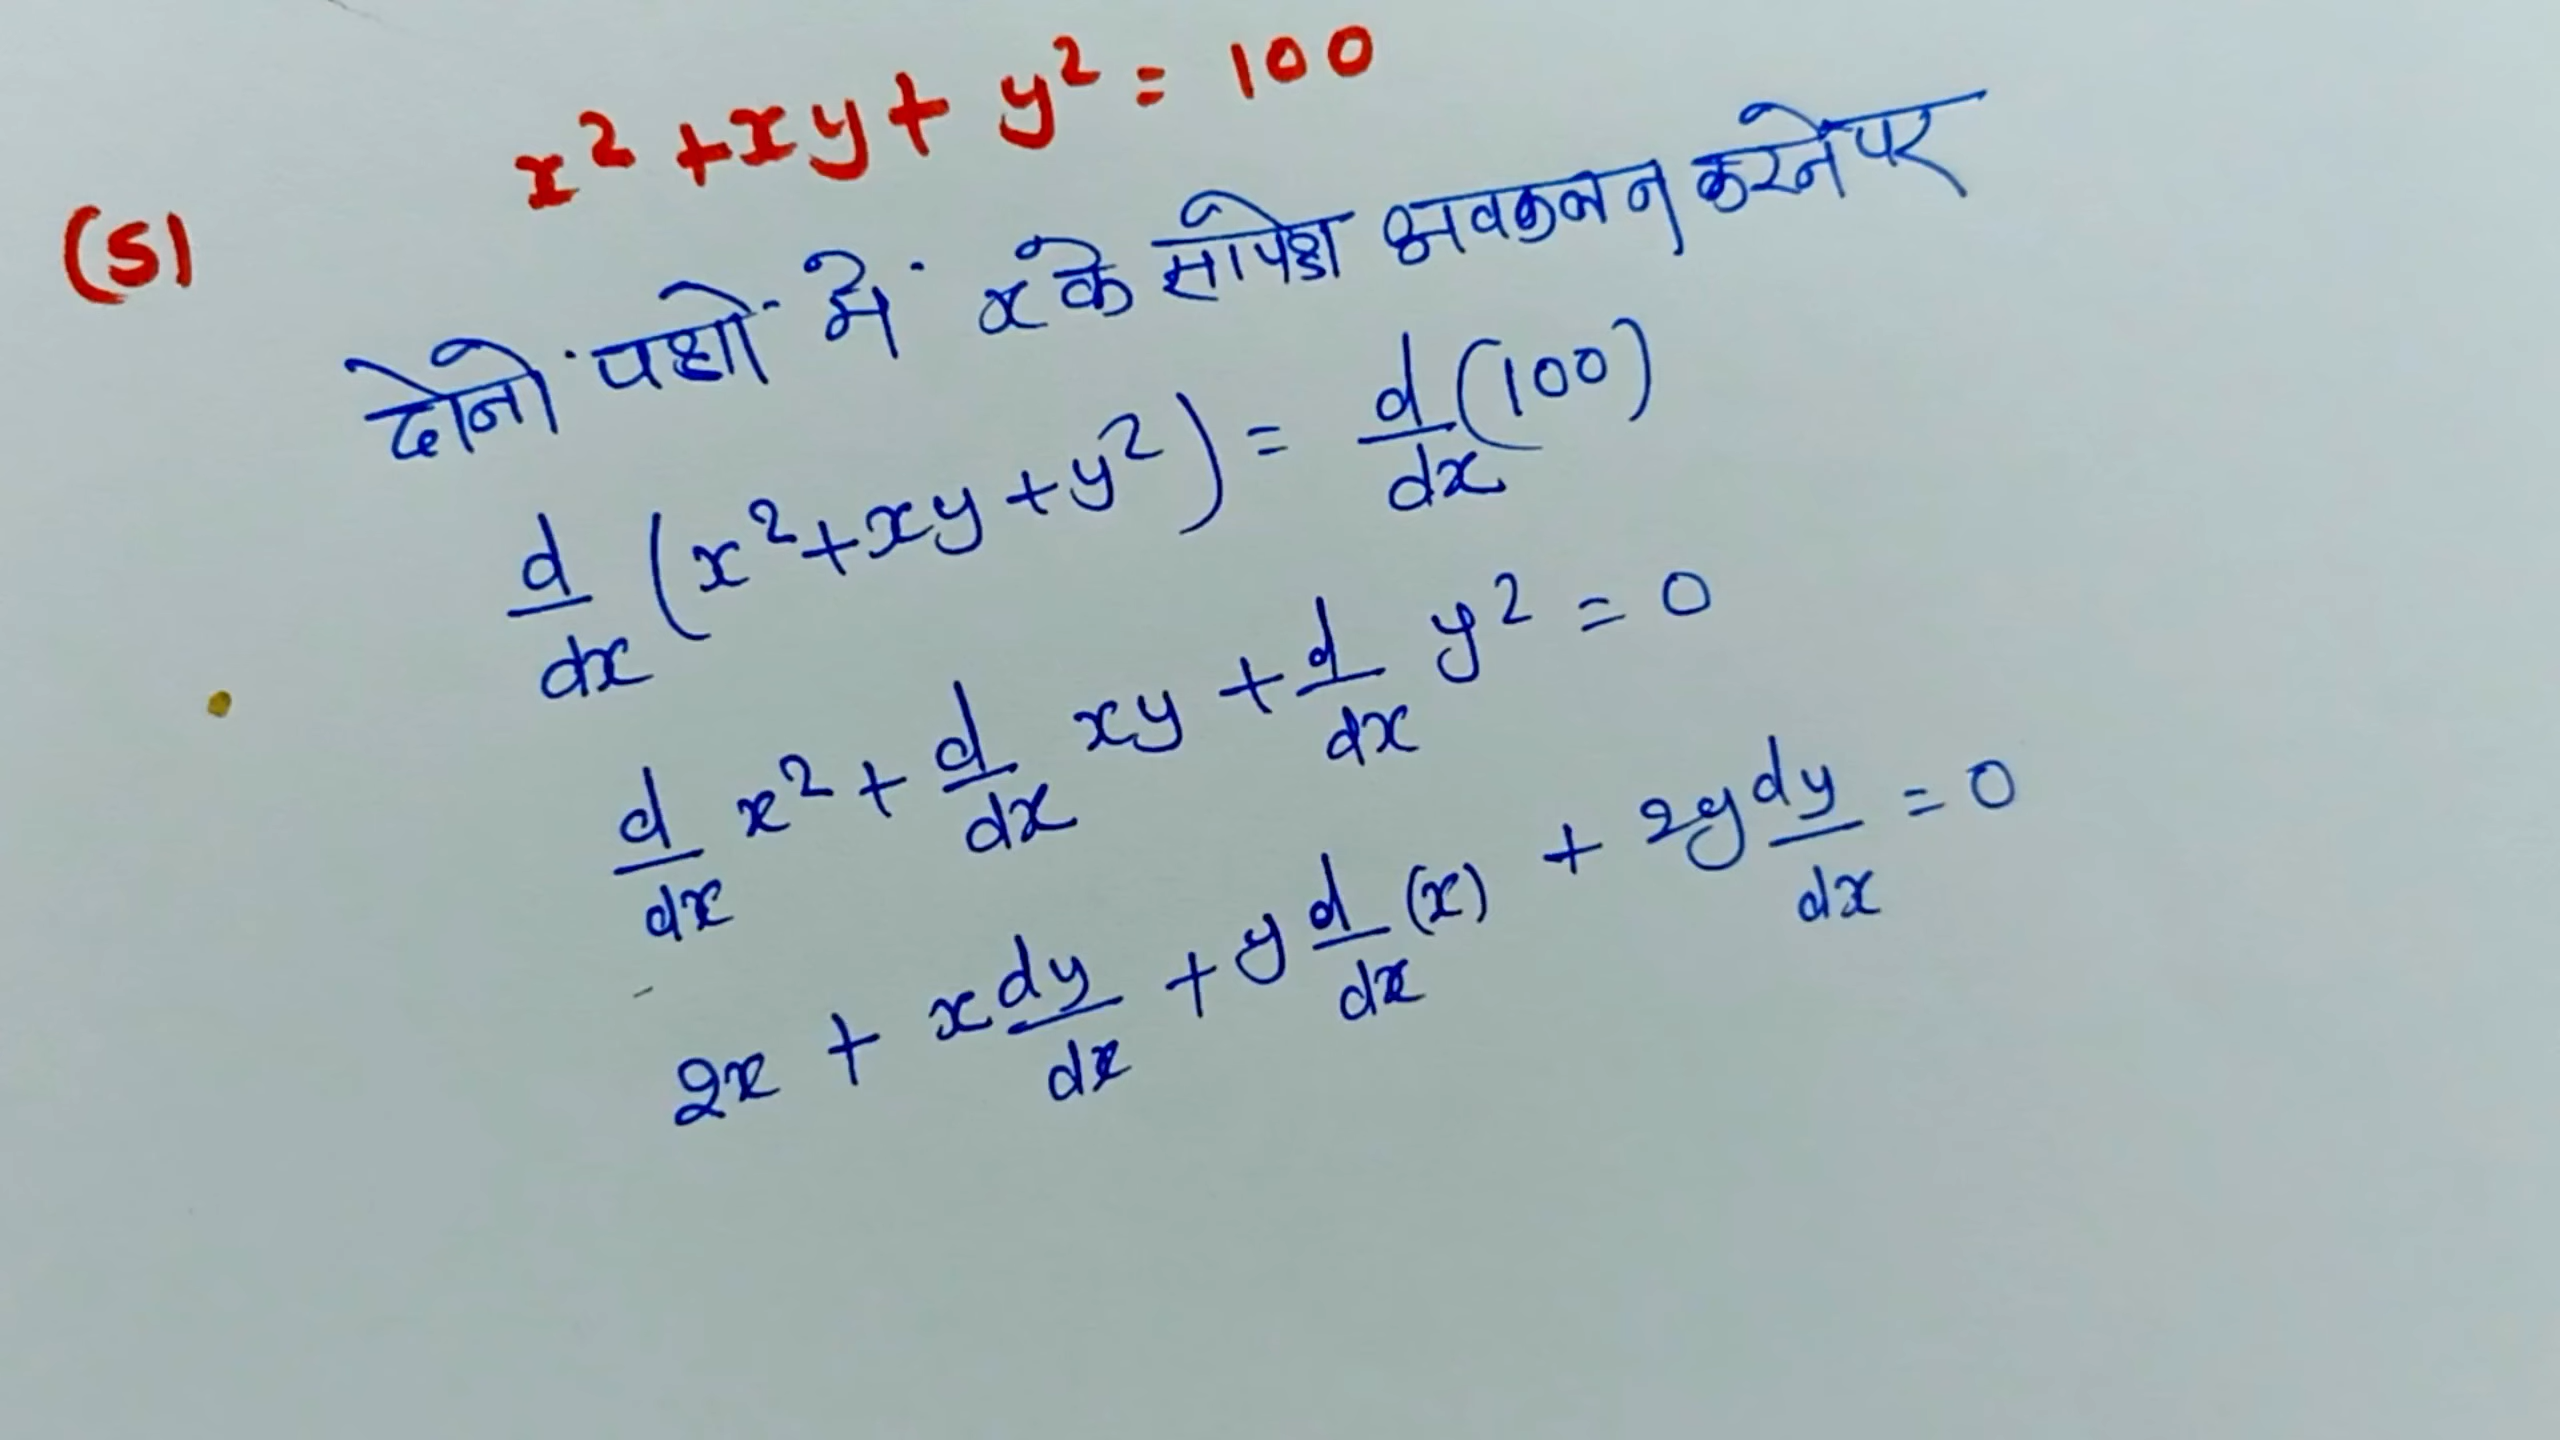 x² + xy + y² = 100
(5)
दोनों पक्षों में x के सापेक्ष अवकलन करने पर
d/dx (x² + xy + y²) = d/dx (100)
d/dx x² + d/dx xy + d/dx y² = 0
2x + x dy/dx + y d/dx (x) + 2y dy/dx = 0